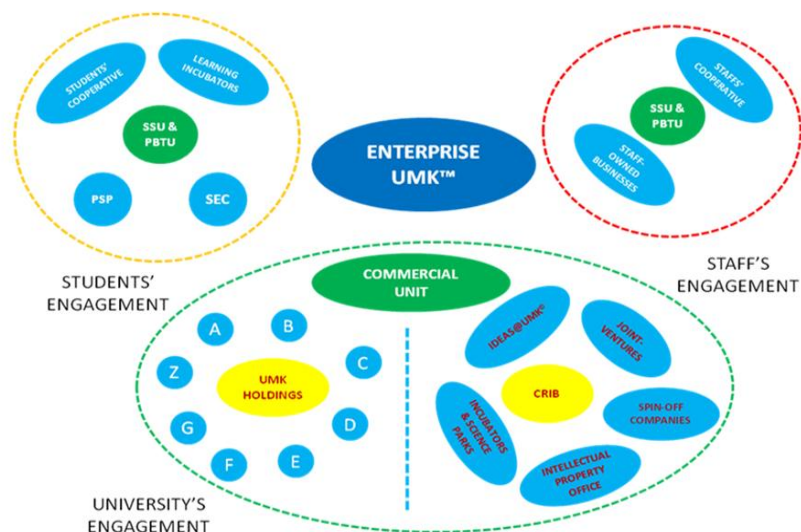 STUDENTS'
COOPERATIVE
LEARNING
INCUBATORS
SSU &
PBTU
PSP
SEC
STUDENTS'
ENGAGEMENT
ENTERPRISE
UMK™
STAFFS'
COOPERATIVE
SSU &
PBTU
STAFF-
OWNED
BUSINESSES
STAFF'S
ENGAGEMENT
COMMERCIAL
UNIT
A
B
C
Z
UMK
HOLDINGS
G
D
F
E
IDEAS@UMK®
JOINT-
VENTURES
CRIB
SPIN-OFF
COMPANIES
INCUBATORS
& SCIENCE
PARKS
INTELLECTUAL
PROPERTY
OFFICE
UNIVERSITY'S
ENGAGEMENT